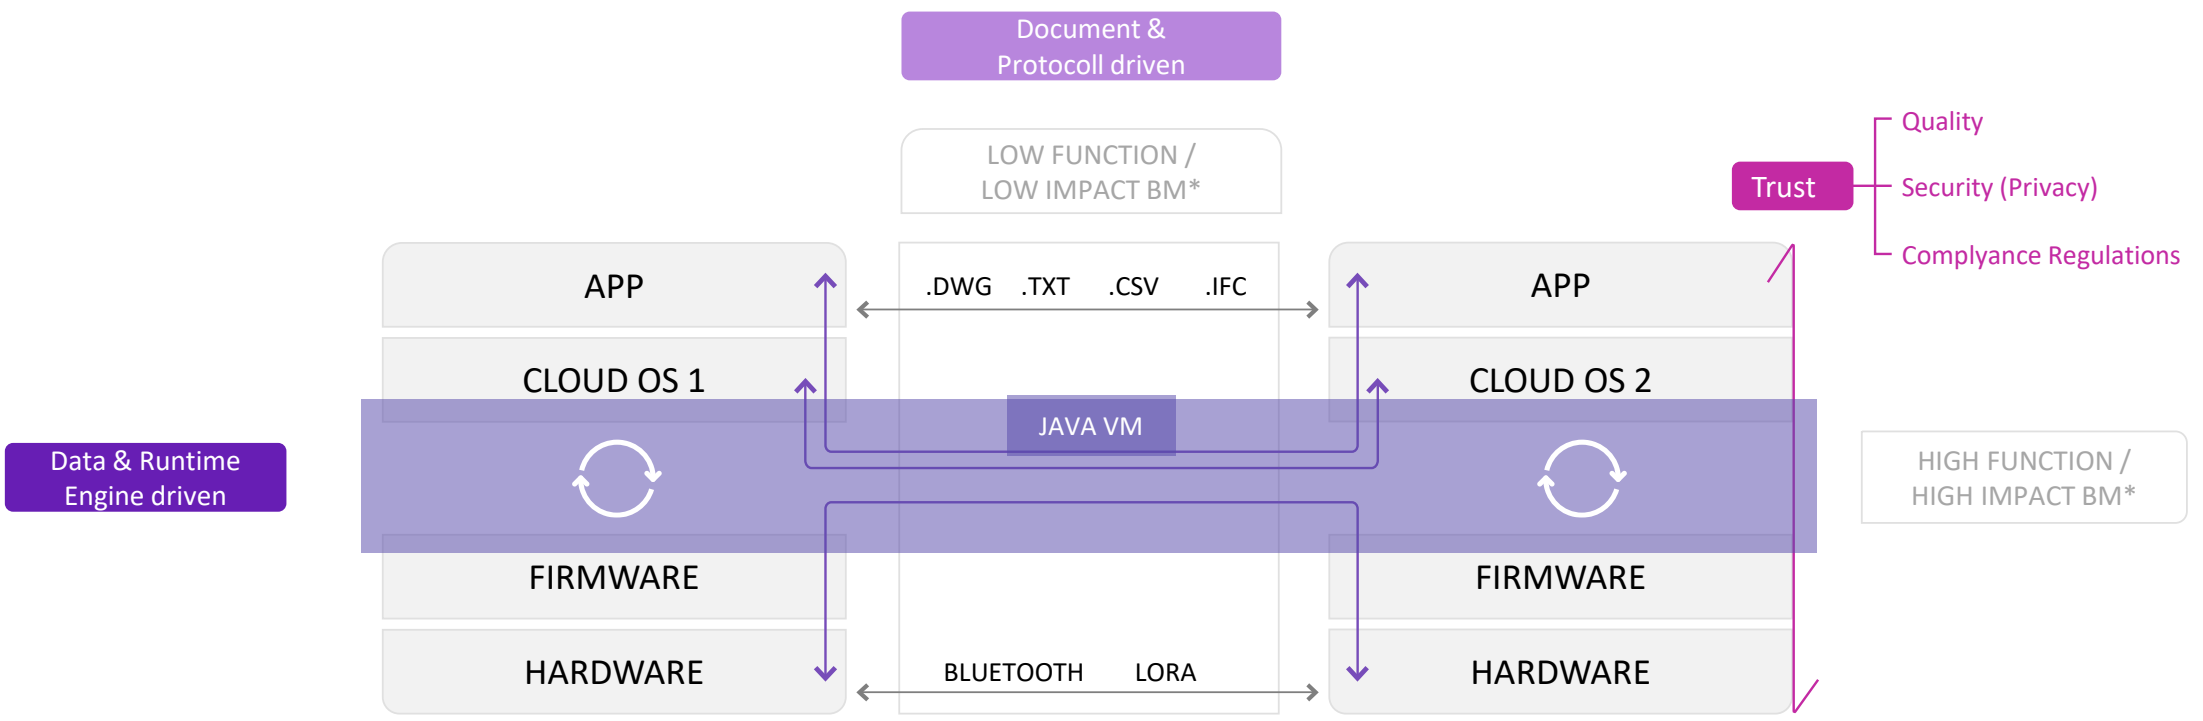 Document &
Protocoll driven
LOW FUNCTION /
LOW IMPACT BM*
Quality
Trust
Security (Privacy)
Complyance Regulations
APP
.DWG .TXT .CSV .IFC
APP
CLOUD OS 1
CLOUD OS 2
JAVA VM
Data & Runtime
Engine driven
HIGH FUNCTION /
HIGH IMPACT BM*
FIRMWARE
FIRMWARE
HARDWARE
BLUETOOTH LORA
HARDWARE